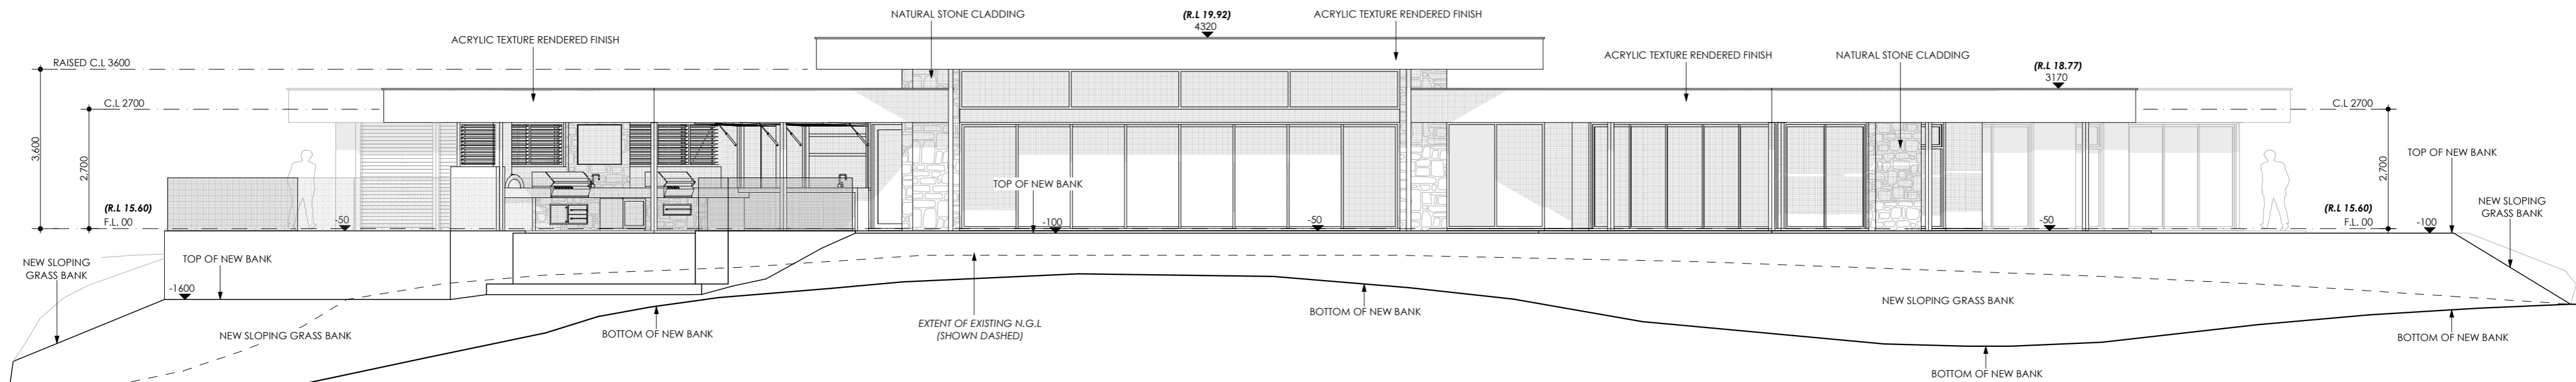 NATURAL STONE CLADDING
(R.L 19.92)
4320
ACRYLIC TEXTURE RENDERED FINISH
ACRYLIC TEXTURE RENDERED FINISH
ACRYLIC TEXTURE RENDERED FINISH
NATURAL STONE CLADDING
RAISED C.L 3600
(R.L 18.77)
3170
C.L 2700
C.L 2700
3,600
2,700
2,700
TOP OF NEW BANK
TOP OF NEW BANK
(R.L 15.60)
F.L. 00
-50
-100
-50
-50
(R.L 15.60)
F.L. 00
-100
NEW SLOPING
GRASS BANK
NEW SLOPING
GRASS BANK
TOP OF NEW BANK
-1600
NEW SLOPING GRASS BANK
BOTTOM OF NEW BANK
EXTENT OF EXISTING N.G.L
(SHOWN DASHED)
BOTTOM OF NEW BANK
NEW SLOPING GRASS BANK
BOTTOM OF NEW BANK
BOTTOM OF NEW BANK